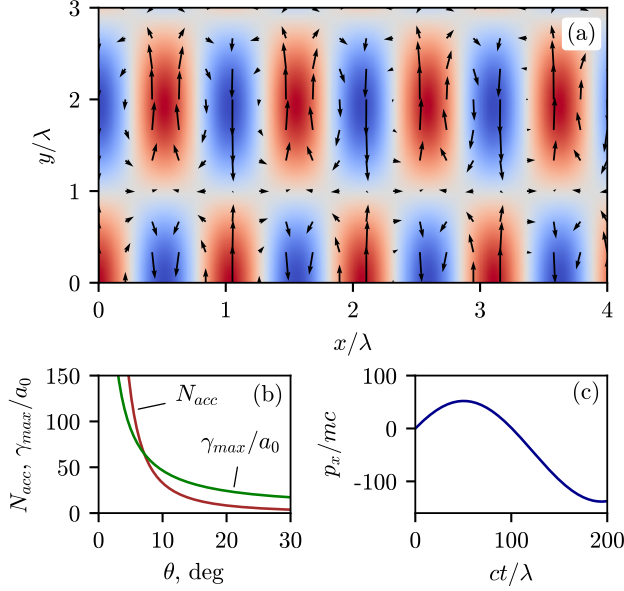 (a)
3
2
1
0
y/λ
0 1 2 3 4
x/λ
150
100
50
0
N_acc, γ_max/a_0
(b)
N_acc
γ_max/a_0
0 10 20 30
θ, deg
100
0
-100
p_x/mc
(c)
0 100 200
ct/λ